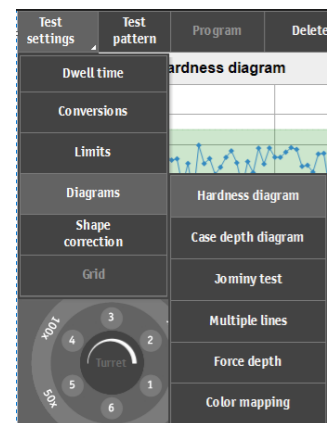 Test
settings
Test
pattern
Program
Delete
ardness diagram
Dwell time
Conversions
Limits
Diagrams
Shape
correction
Grid
Hardness diagram
Case depth diagram
Jominy test
Multiple lines
Force depth
Color mapping
100x
50x
Turret
3
2
1
6
5
4